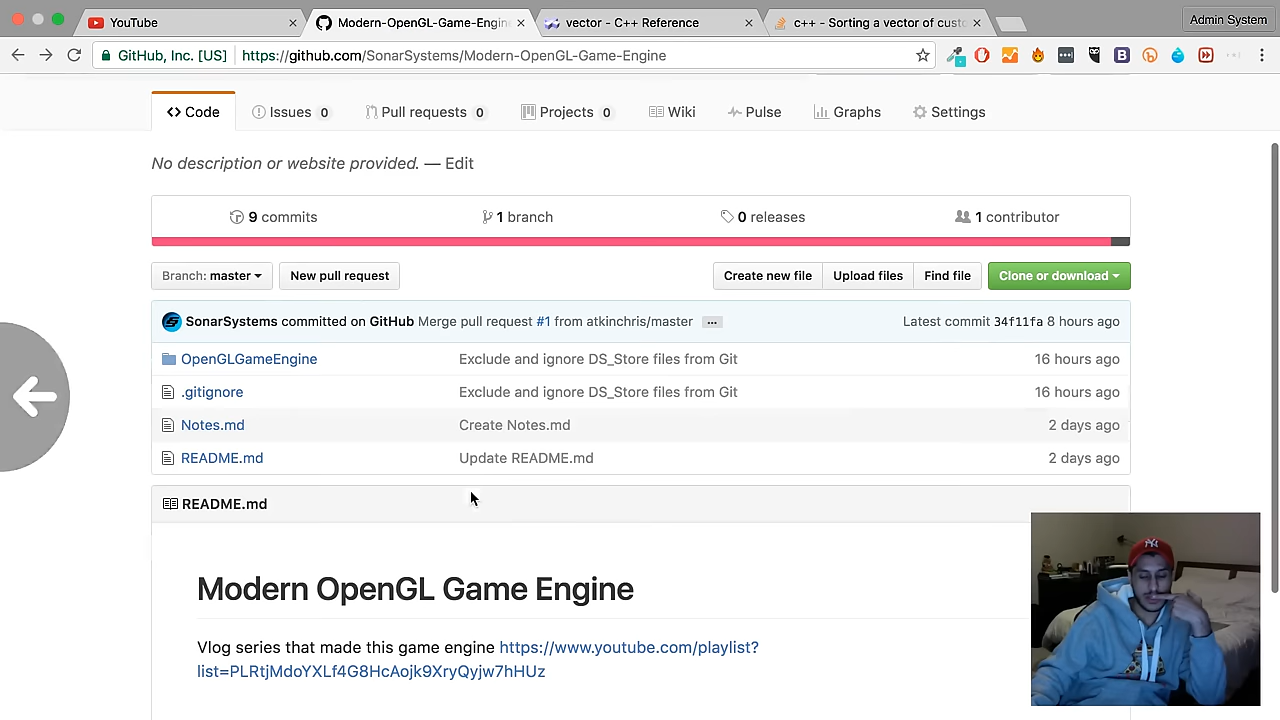 YouTube
Modern-OpenGL-Game-Engin
vector - C++ Reference
c++ - Sorting a vector of custo
Admin System
GitHub, Inc. [US]
https://github.com/SonarSystems/Modern-OpenGL-Game-Engine
Code
Issues 0
Pull requests 0
Projects 0
Wiki
Pulse
Graphs
Settings
No description or website provided. — Edit
9 commits
1 branch
0 releases
1 contributor
Branch: master
New pull request
Create new file
Upload files
Find file
Clone or download
SonarSystems committed on GitHub Merge pull request #1 from atkinchris/master ...
Latest commit 34f11fa 8 hours ago
OpenGLGameEngine
Exclude and ignore DS_Store files from Git
16 hours ago
.gitignore
Exclude and ignore DS_Store files from Git
16 hours ago
Notes.md
Create Notes.md
2 days ago
README.md
Update README.md
2 days ago
README.md
Modern OpenGL Game Engine
Vlog series that made this game engine https://www.youtube.com/playlist?
list=PLRtjMdoYXLf4G8HcAojk9XryQyjw7hHUz